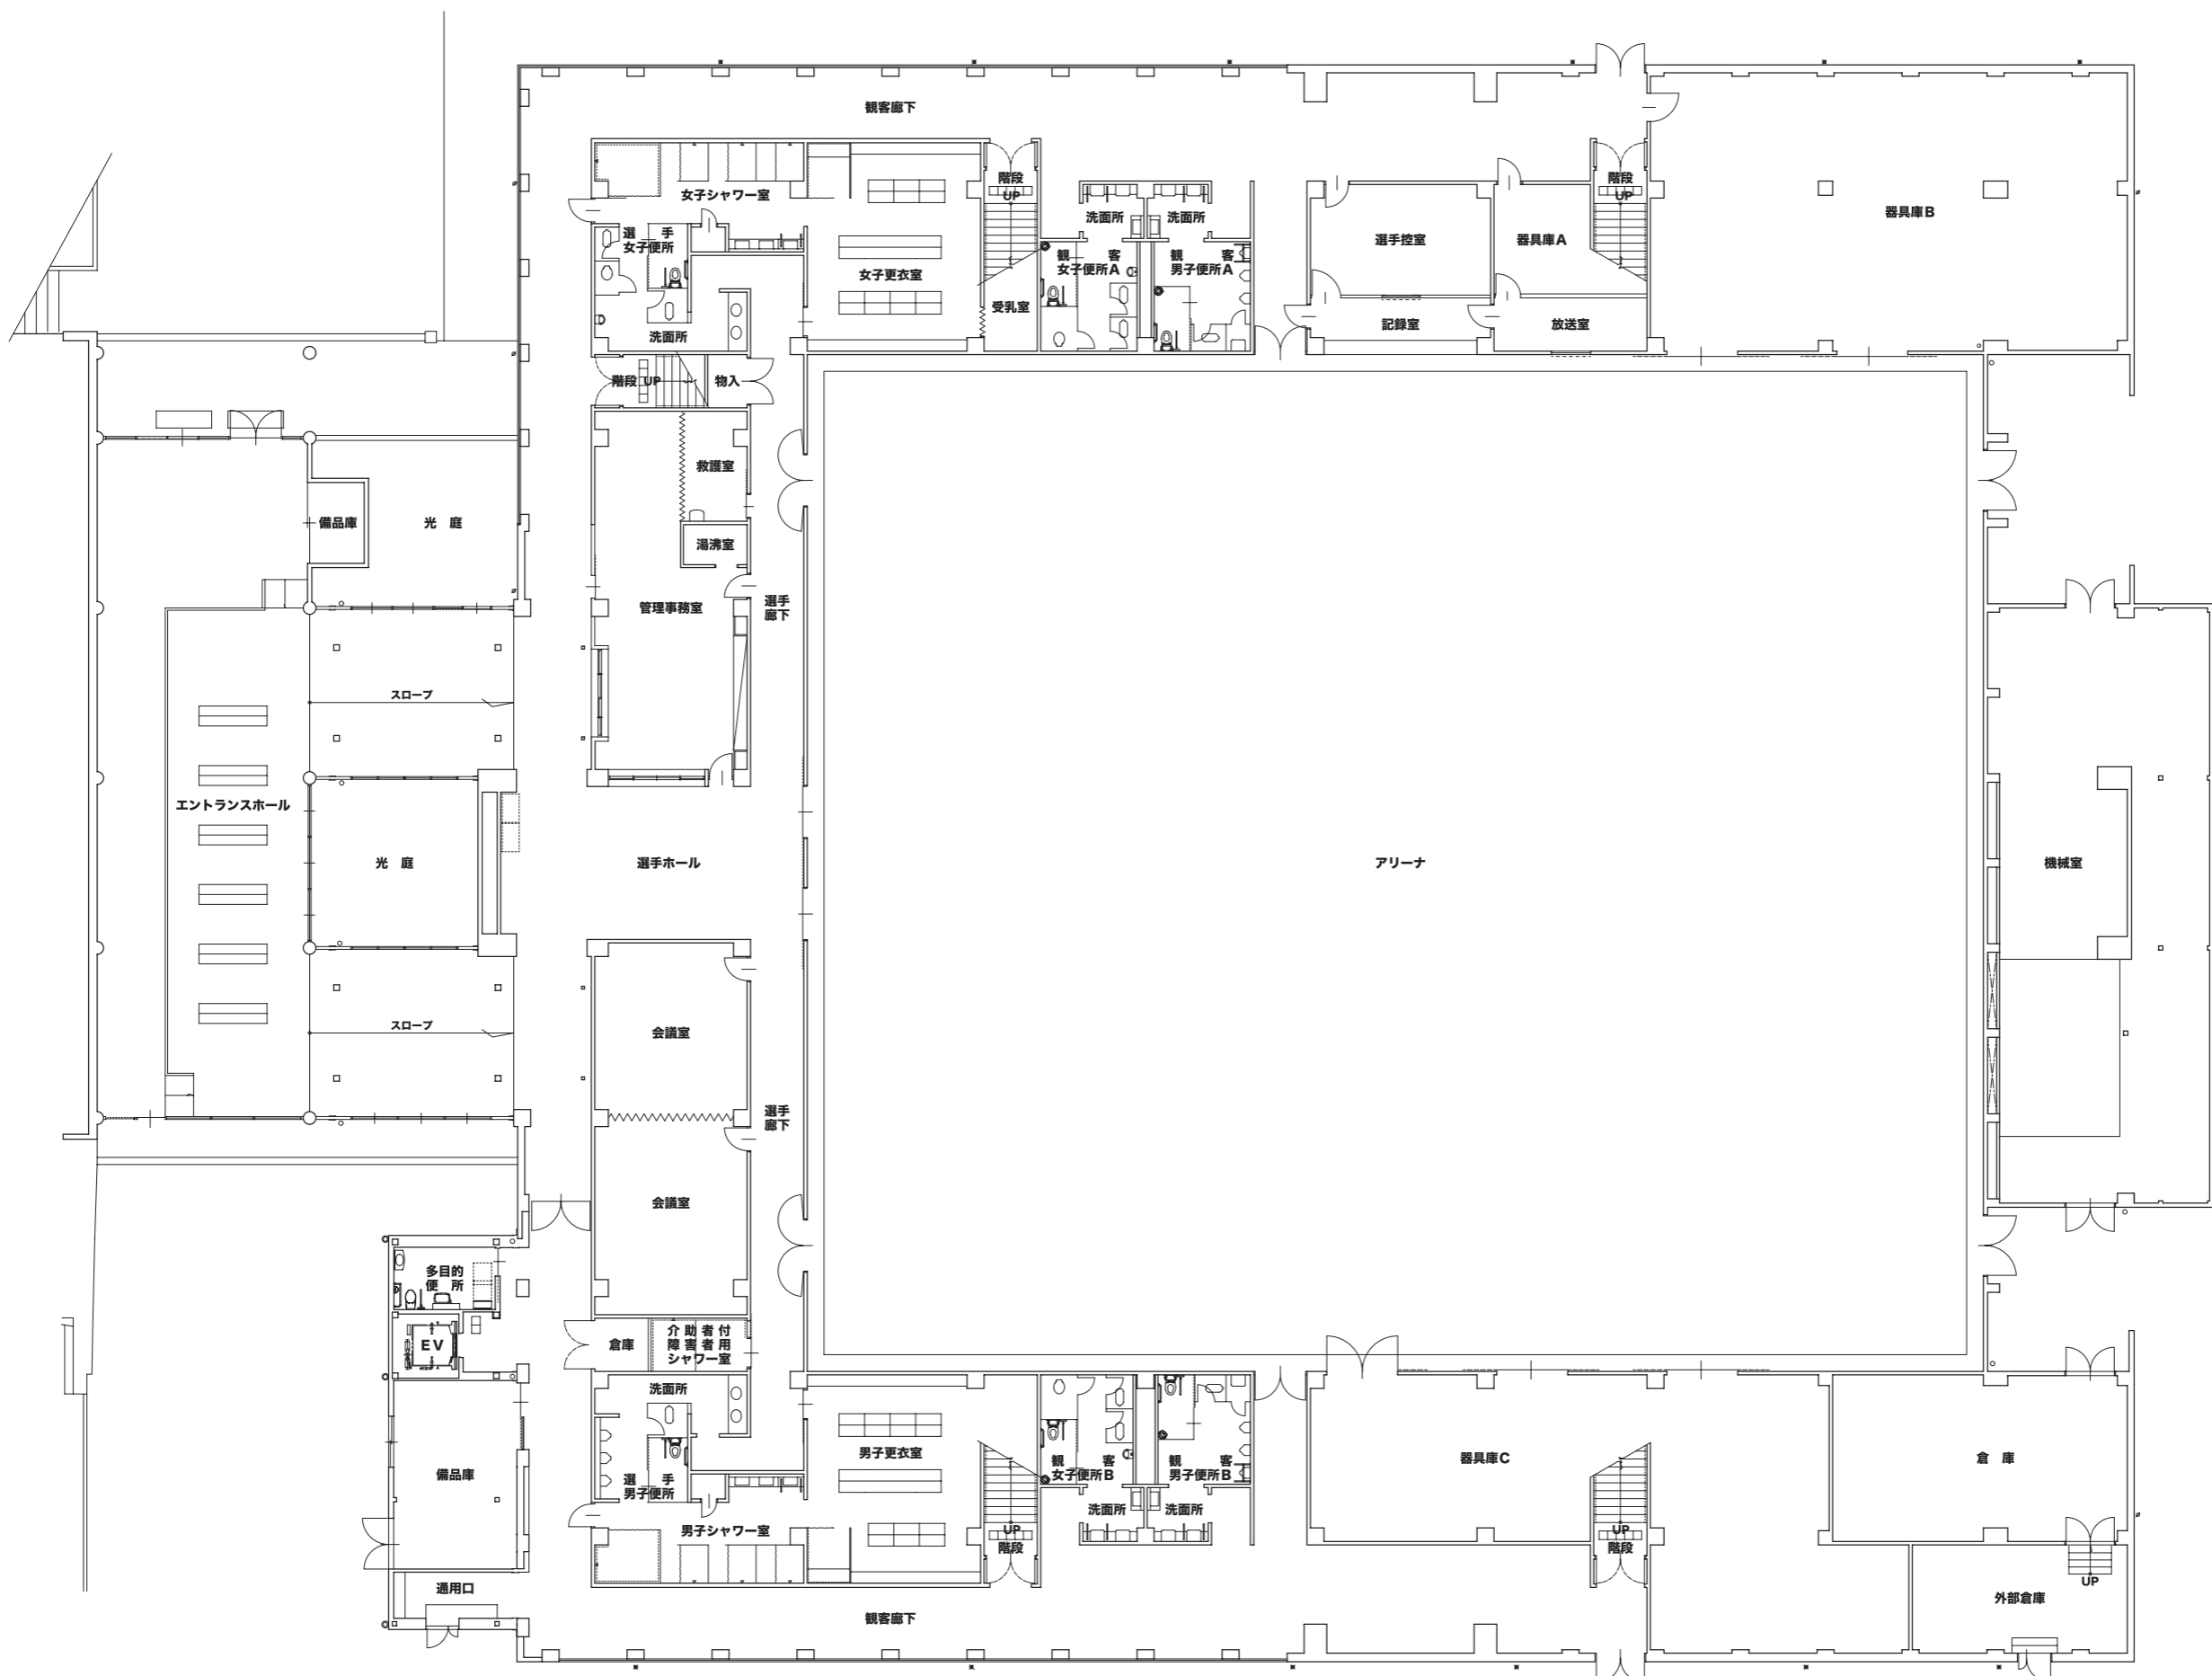 観客廊下
階段
UP
階段
UP
女子シャワー室
洗面所
洗面所
器具庫B
選　手
女子便所
選手控室
器具庫A
観　客
女子便所A
観　客
男子便所A
女子更衣室
受乳室
記録室
放送室
洗面所
階段 UP
物入
救護室
備品庫
光　庭
湯沸室
管理事務室
選手
廊下
スロープ
エントランスホール
光　庭
選手ホール
アリーナ
機械室
スロープ
会議室
選手
廊下
会議室
多目的
便　所
EV
倉庫
介助者付
障害者用
シャワー室
洗面所
男子更衣室
備品庫
選　手
男子便所
観　客
女子便所B
観　客
男子便所B
器具庫C
倉　庫
洗面所
洗面所
男子シャワー室
UP
階段
UP
階段
UP
通用口
外部倉庫
観客廊下